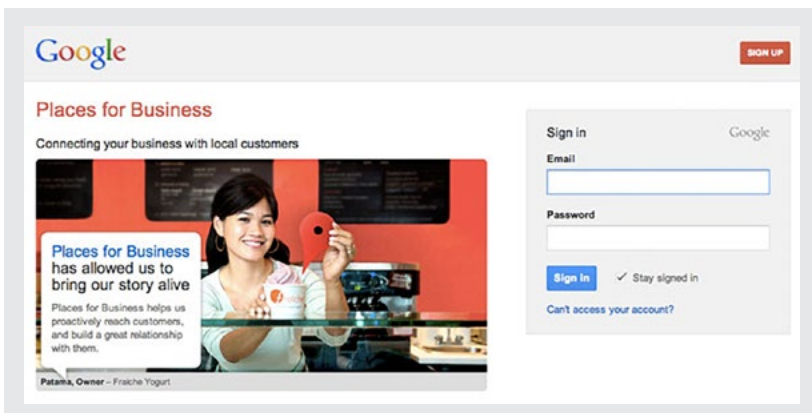 Google
SIGN UP
Places for Business
Connecting your business with local customers
Places for Business
has allowed us to
bring our story alive
Places for Business helps us
proactively reach customers,
and build a great relationship
with them.
Patama, Owner – Fraiche Yogurt
Sign in Google
Email
Password
Sign In Stay signed in
Can't access your account?